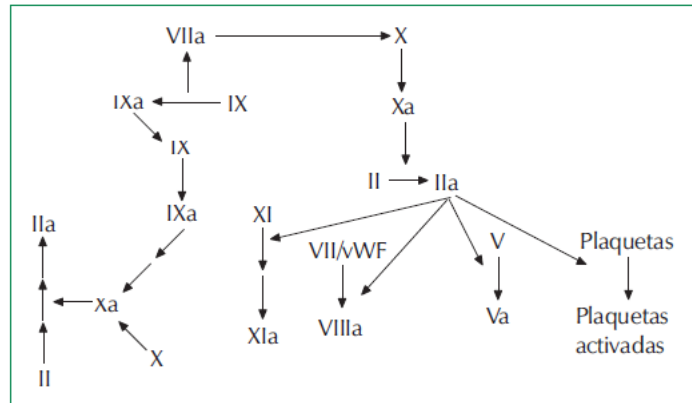 VIIa X
IXa IX Xa
IX
II IIa
IIa IXa XI V Plaquetas
VII/vWF
Xa VIIIa Va Plaquetas
XIa activadas
II X